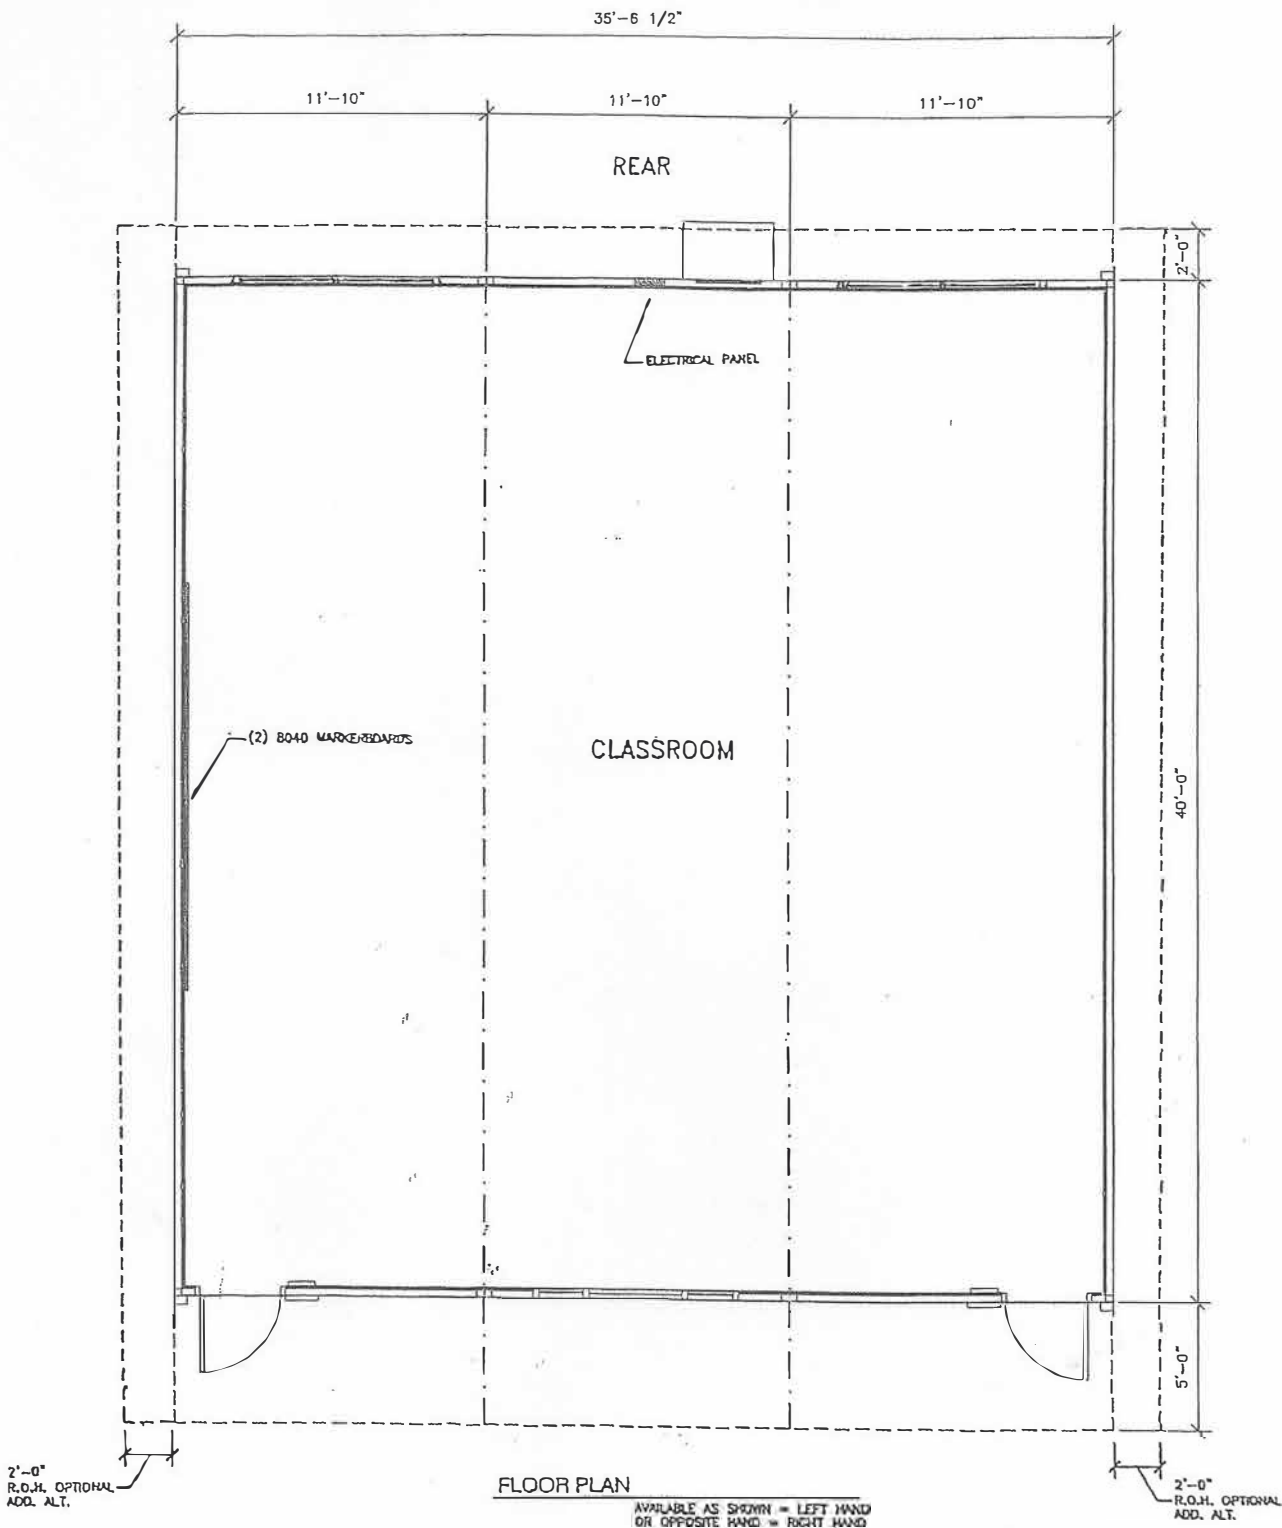 35'-6 1/2"
11'-10"
11'-10"
11'-10"
REAR
2'-0"
ELECTRICAL PANEL
(2) 8040 MARKERBOARDS
CLASSROOM
40'-0"
5'-0"
2'-0"
R.O.H. OPTIONAL
ADD. ALT.
FLOOR PLAN
AVAILABLE AS SHOWN = LEFT HAND
OR OPPOSITE HAND = RIGHT HAND
2'-0"
R.O.H. OPTIONAL
ADD. ALT.